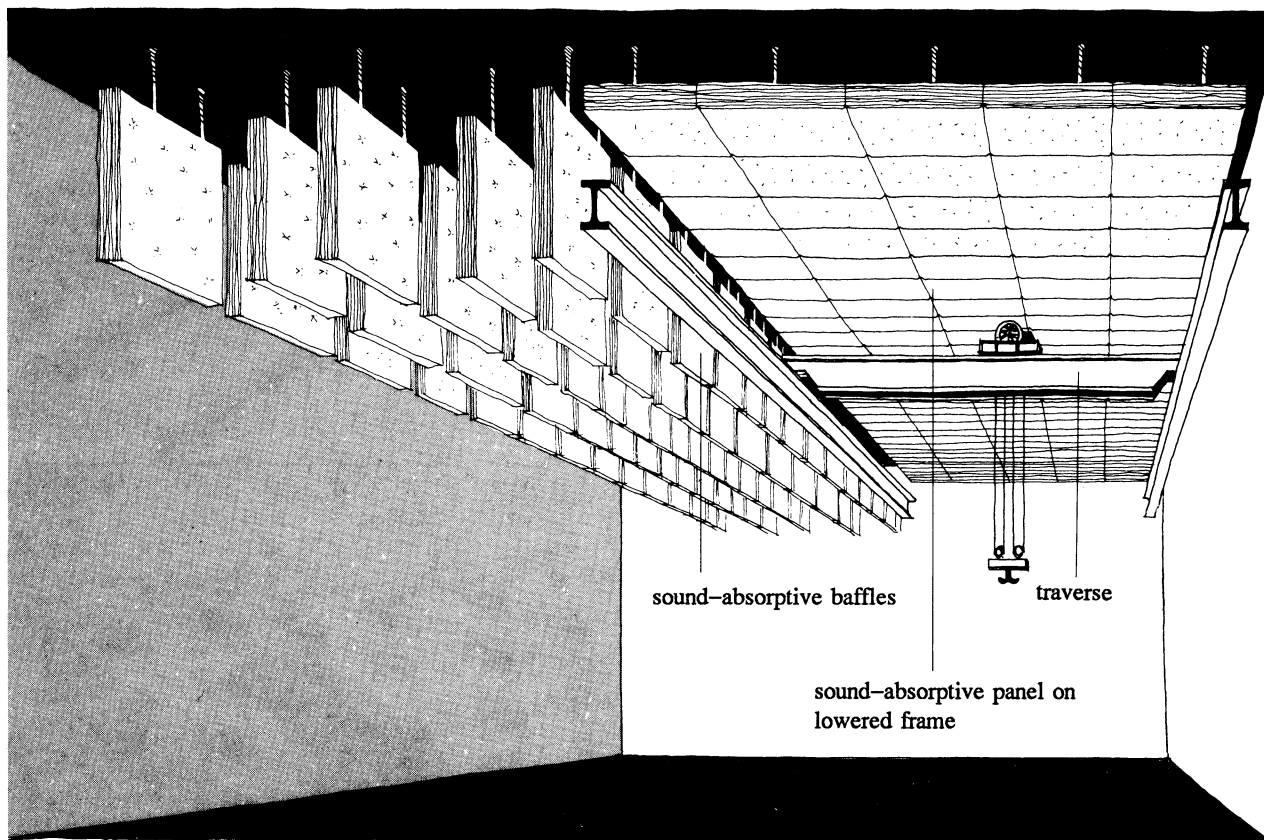 sound–absorptive baffles
traverse
sound–absorptive panel on
lowered frame